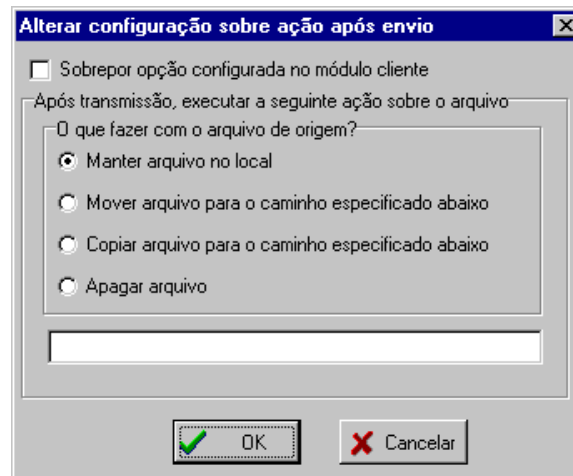 Alterar configuração sobre ação após envio
Sobrepor opção configurada no módulo cliente
Após transmissão, executar a seguinte ação sobre o arquivo
O que fazer com o arquivo de origem?
Manter arquivo no local
Mover arquivo para o caminho especificado abaixo
Copiar arquivo para o caminho especificado abaixo
Apagar arquivo
OK Cancelar